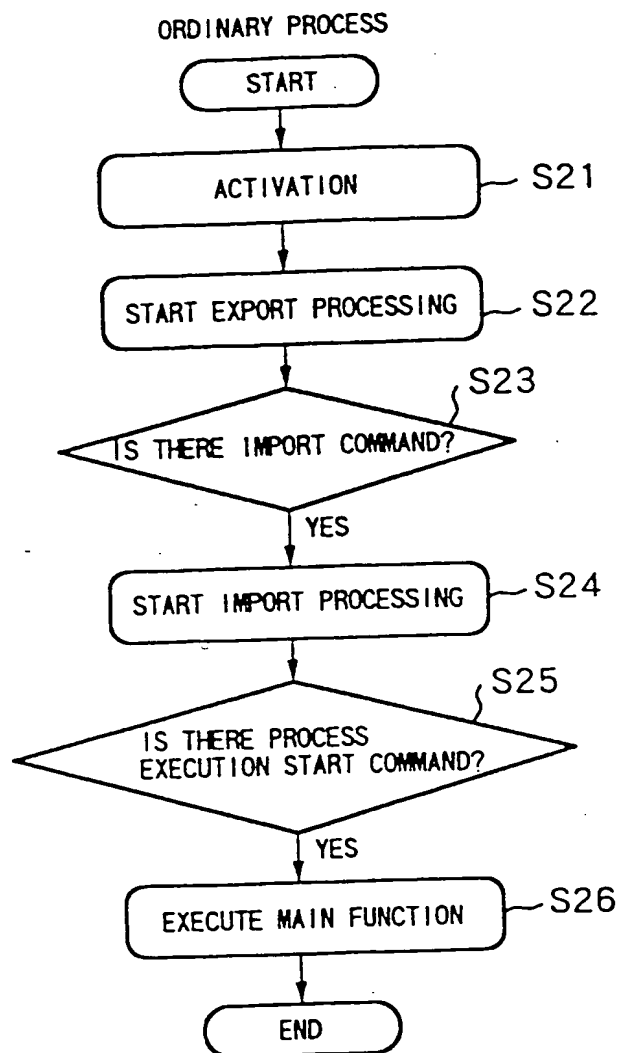 ORDINARY PROCESS
START
ACTIVATION
S21
START EXPORT PROCESSING
S22
S23
IS THERE IMPORT COMMAND?
YES
START IMPORT PROCESSING
S24
S25
IS THERE PROCESS
EXECUTION START COMMAND?
YES
EXECUTE MAIN FUNCTION
S26
END